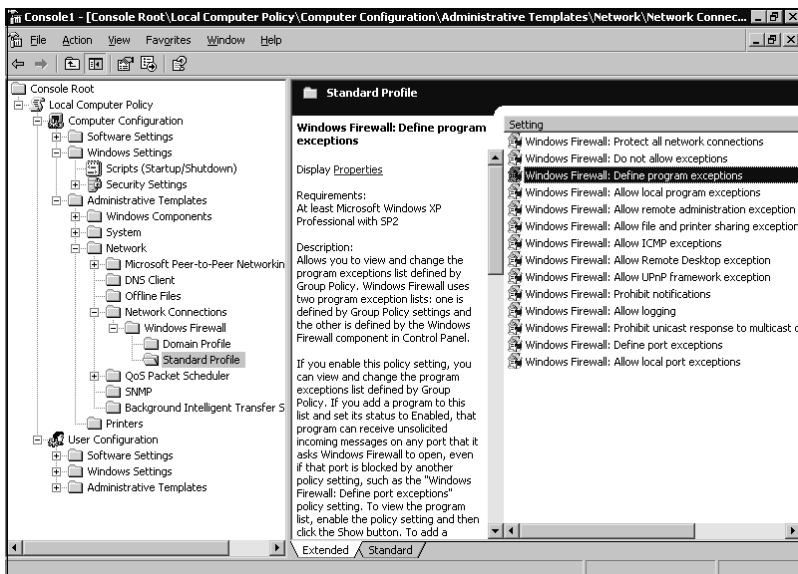 Console1 - [Console Root\Local Computer Policy\Computer Configuration\Administrative Templates\Network\Network Connec...
File Action View Favorites Window Help
Console Root
Local Computer Policy
Computer Configuration
Software Settings
Windows Settings
Scripts (Startup/Shutdown)
Security Settings
Administrative Templates
Windows Components
System
Network
Microsoft Peer-to-Peer Networkin
DNS Client
Offline Files
Network Connections
Windows Firewall
Domain Profile
Standard Profile
QoS Packet Scheduler
SNMP
Background Intelligent Transfer S
Printers
User Configuration
Software Settings
Windows Settings
Administrative Templates
Standard Profile
Windows Firewall: Define program
exceptions
Display Properties
Requirements:
At least Microsoft Windows XP
Professional with SP2
Description:
Allows you to view and change the
program exceptions list defined by
Group Policy. Windows Firewall uses
two program exception lists: one is
defined by Group Policy settings and
the other is defined by the Windows
Firewall component in Control Panel.
If you enable this policy setting, you
can view and change the program
exceptions list defined by Group
Policy. If you add a program to this
list and set its status to Enabled, that
program can receive unsolicited
incoming messages on any port that it
asks Windows Firewall to open, even
if that port is blocked by another
policy setting, such as the "Windows
Firewall: Define port exceptions"
policy setting. To view the program
list, enable the policy setting and then
click the Show button. To add a
Setting
Windows Firewall: Protect all network connections
Windows Firewall: Do not allow exceptions
Windows Firewall: Define program exceptions
Windows Firewall: Allow local program exceptions
Windows Firewall: Allow remote administration exception
Windows Firewall: Allow file and printer sharing exception
Windows Firewall: Allow ICMP exceptions
Windows Firewall: Allow Remote Desktop exception
Windows Firewall: Allow UPnP framework exception
Windows Firewall: Prohibit notifications
Windows Firewall: Allow logging
Windows Firewall: Prohibit unicast response to multicast o
Windows Firewall: Define port exceptions
Windows Firewall: Allow local port exceptions
Extended Standard